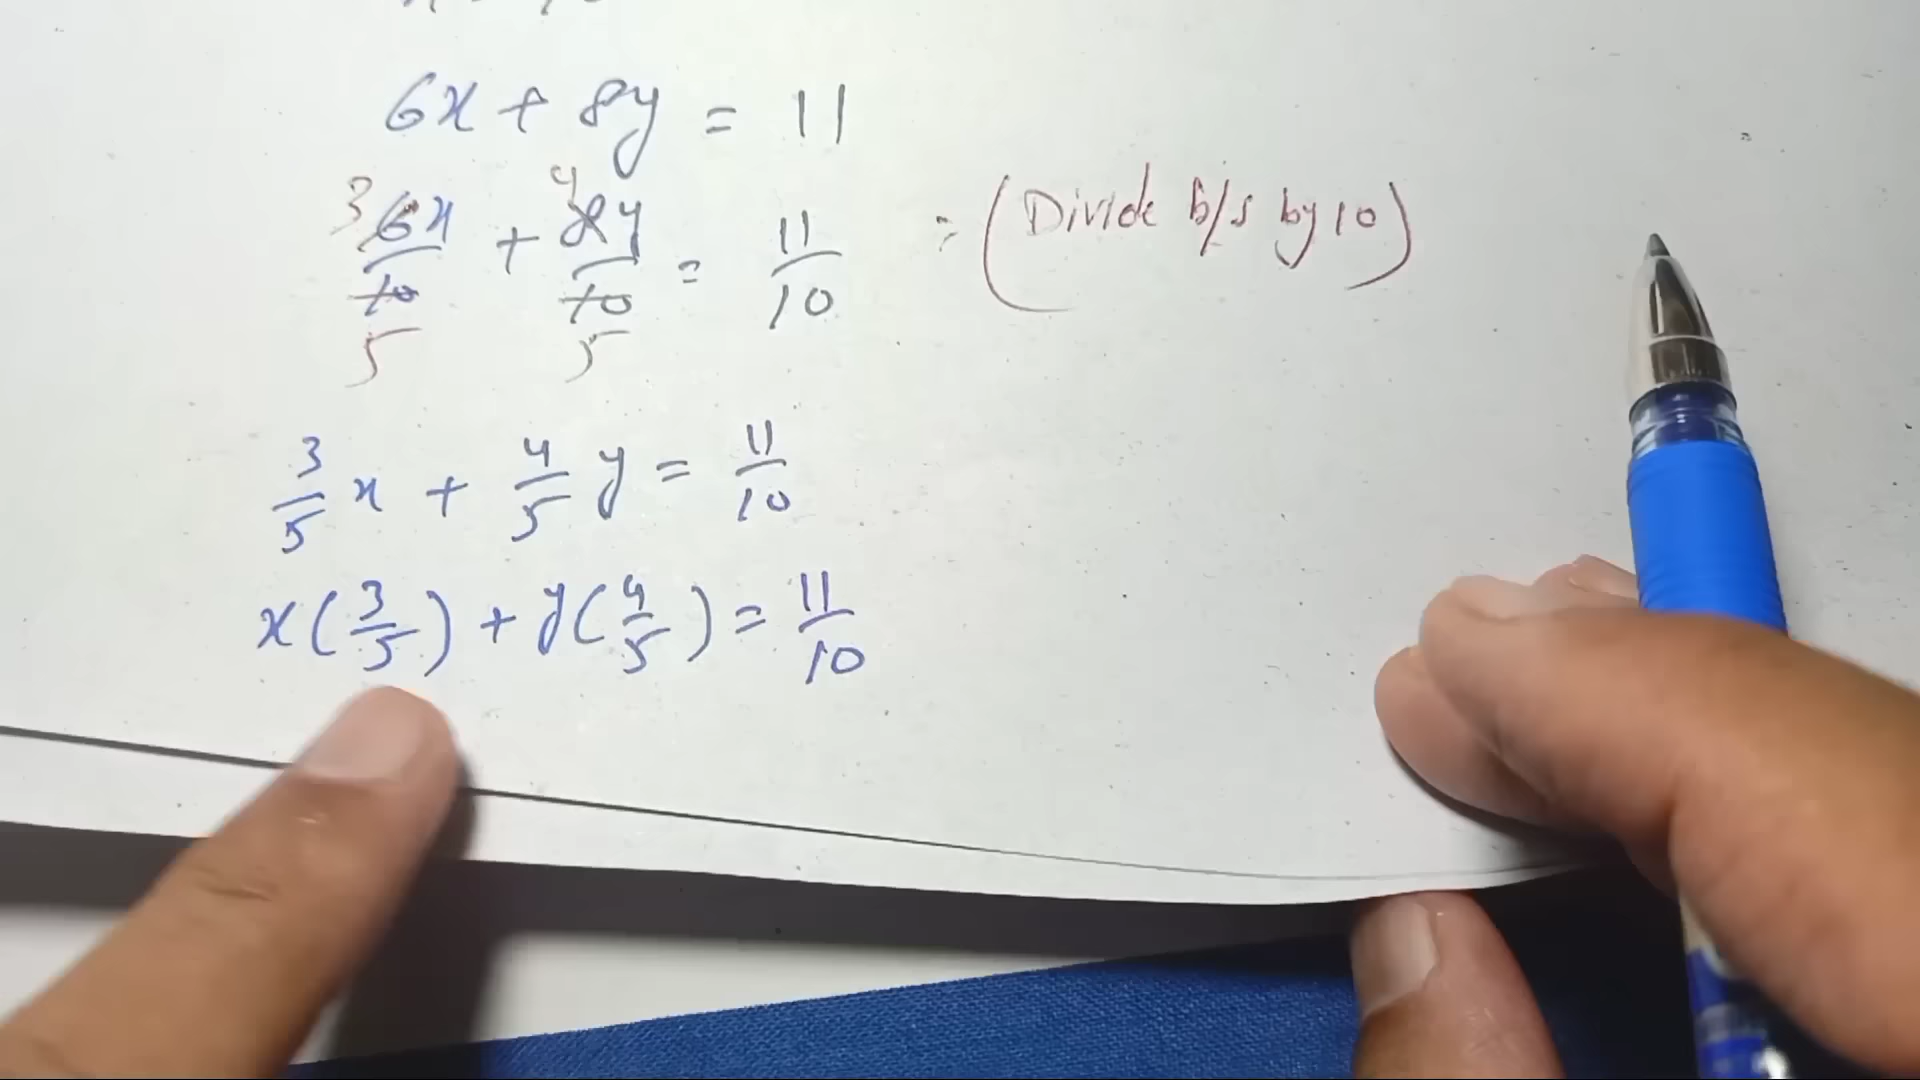 6x + 8y = 11
3 6x/10 5 + 4 8y/10 5 = 11/10 = (Divide b/s by 10)
3/5 x + 4/5 y = 11/10
x(3/5) + y(4/5) = 11/10